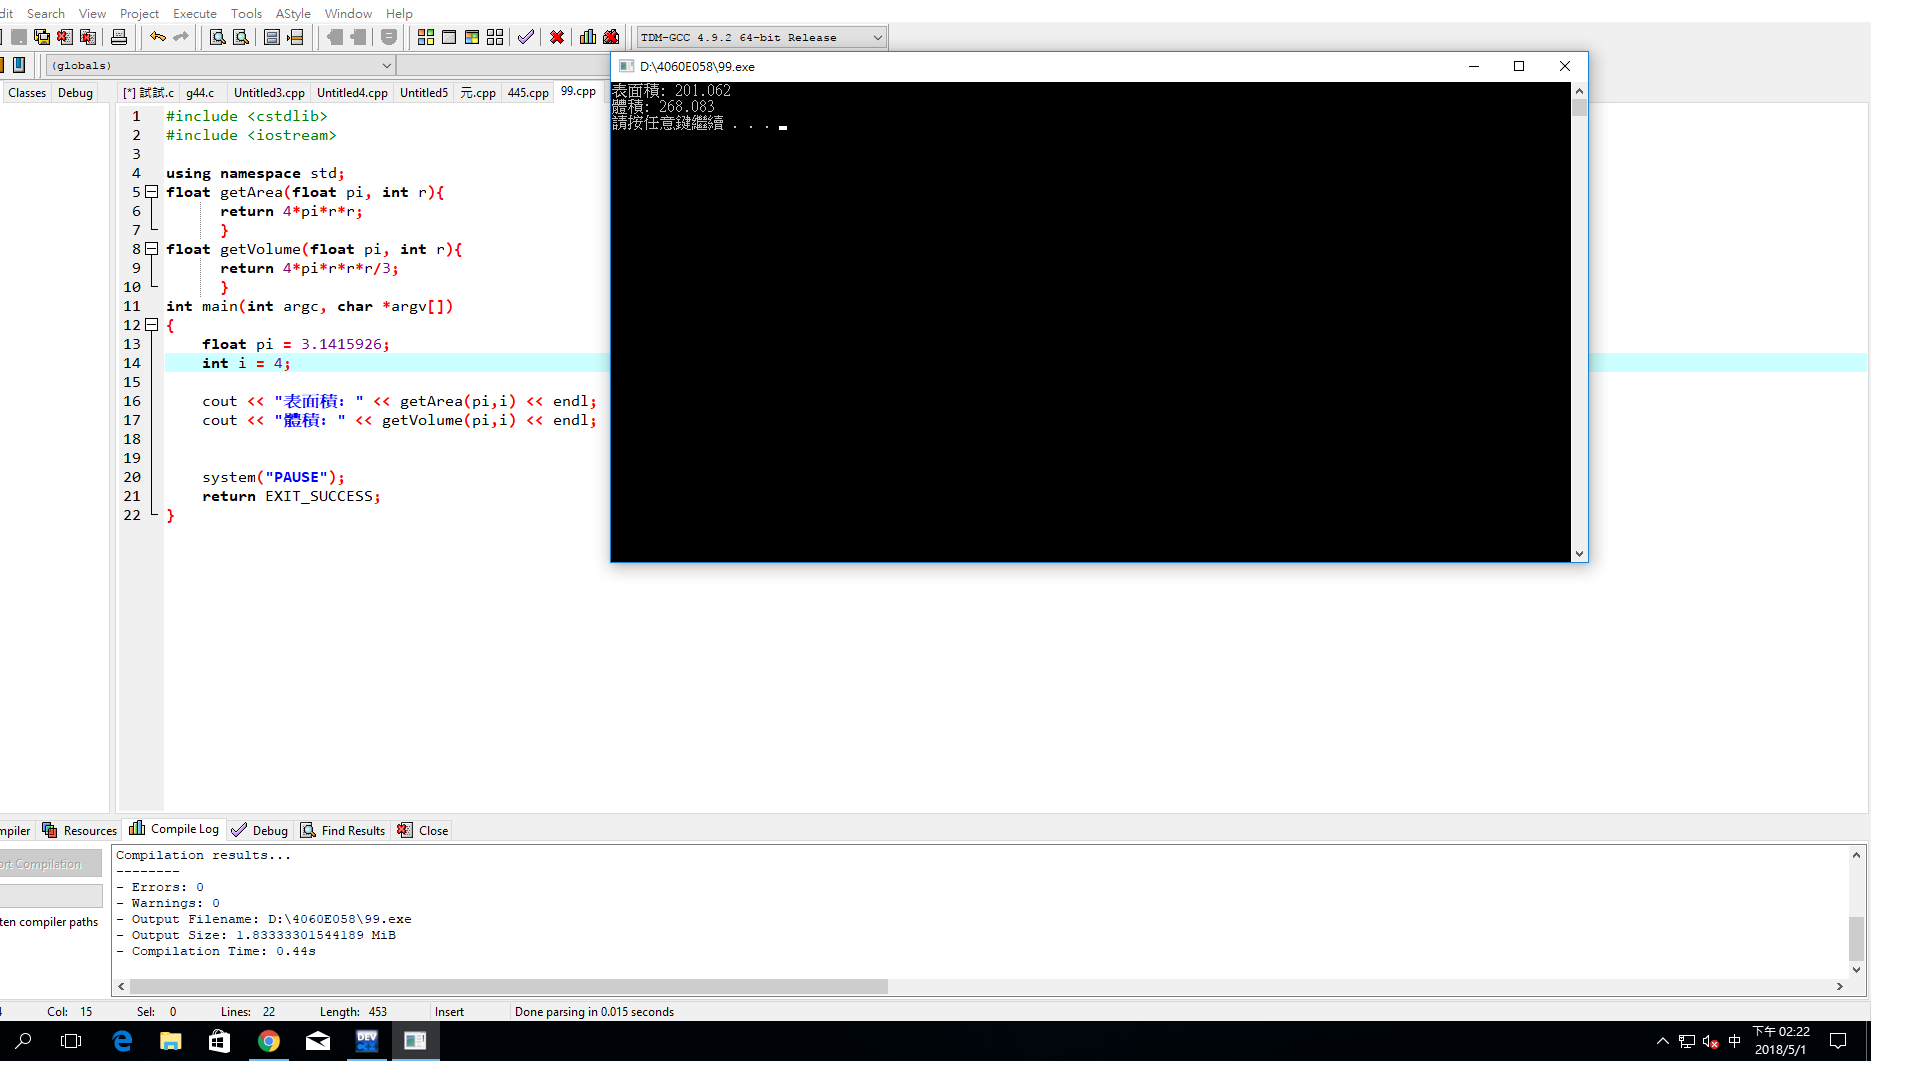 dit Search View Project Execute Tools AStyle Window Help
TDM-GCC 4.9.2 64-bit Release
(globals)
Classes Debug
[*] 試試.c g44.c Untitled3.cpp Untitled4.cpp Untitled5 元.cpp 445.cpp 99.cpp
1 #include <cstdlib>
2 #include <iostream>
3
4 using namespace std;
5 float getArea(float pi, int r){
6 return 4*pi*r*r;
7 }
8 float getVolume(float pi, int r){
9 return 4*pi*r*r*r/3;
10 }
11 int main(int argc, char *argv[])
12 {
13 float pi = 3.1415926;
14 int i = 4;
15
16 cout << "表面積: " << getArea(pi,i) << endl;
17 cout << "體積: " << getVolume(pi,i) << endl;
18
19
20 system("PAUSE");
21 return EXIT_SUCCESS;
22 }
D:\4060E058\99.exe
表面積: 201.062
體積: 268.083
請按任意鍵繼續 . . .
mpiler Resources Compile Log Debug Find Results Close
ort Compilation
ten compiler paths
Compilation results...
--------
- Errors: 0
- Warnings: 0
- Output Filename: D:\4060E058\99.exe
- Output Size: 1.83333301544189 MiB
- Compilation Time: 0.44s
Col: 15 Sel: 0 Lines: 22 Length: 453 Insert Done parsing in 0.015 seconds
DEV
中
下午 02:22
2018/5/1